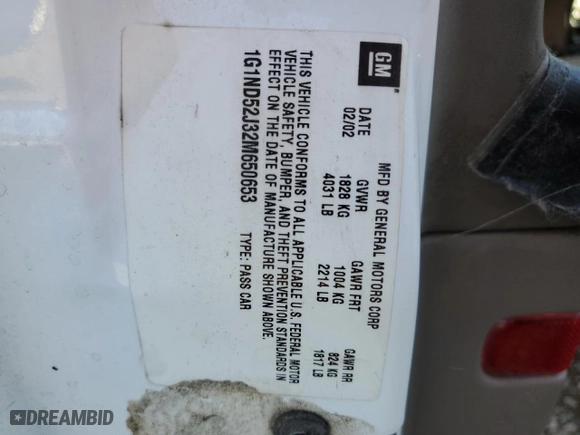 GM
MFD BY GENERAL MOTORS CORP
DATE GVWR GAWR FRT GAWR RR
02/02 1828 KG 1004 KG 824 KG
4031 LB 2214 LB 1817 LB
THIS VEHICLE CONFORMS TO ALL APPLICABLE U.S. FEDERAL MOTOR
VEHICLE SAFETY, BUMPER, AND THEFT PREVENTION STANDARDS IN
EFFECT ON THE DATE OF MANUFACTURE SHOWN ABOVE.
1G1ND52J32M650653 TYPE: PASS CAR
DREAMBID